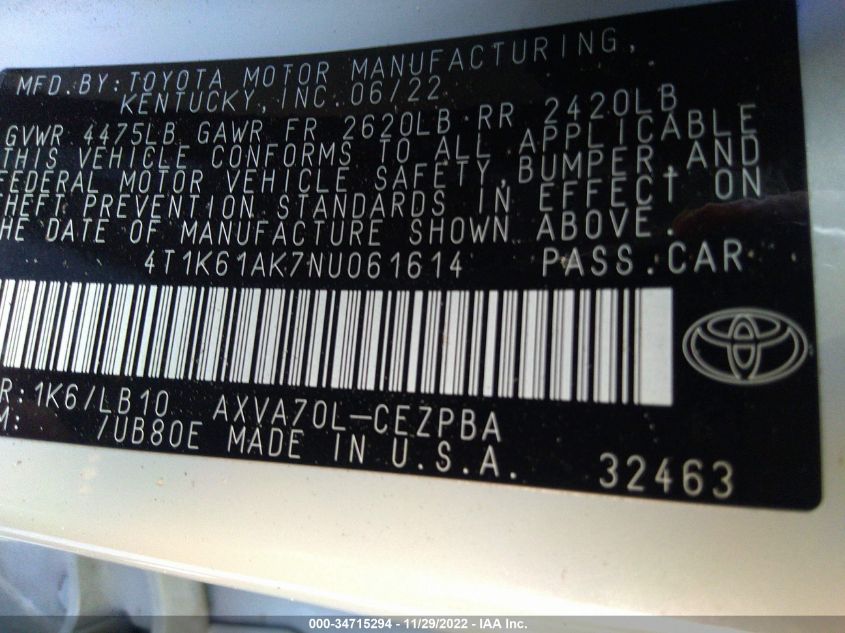 MFD.BY:TOYOTA MOTOR MANUFACTURING,
KENTUCKY,INC.06/22
GVWR 4475LB GAWR FR 2620LB RR 2420LB
THIS VEHICLE CONFORMS TO ALL APPLICABLE
FEDERAL MOTOR VEHICLE SAFETY,BUMPER,AND
THEFT PREVENTION STANDARDS IN EFFECT ON
THE DATE OF MANUFACTURE SHOWN ABOVE.
4T1K61AK7NU061614 PASS.CAR
R:1K6/LB10 AXVA70L-CEZPBA
M: /UB80E MADE IN U.S.A.
32463
000-34715294 - 11/29/2022 - IAA Inc.